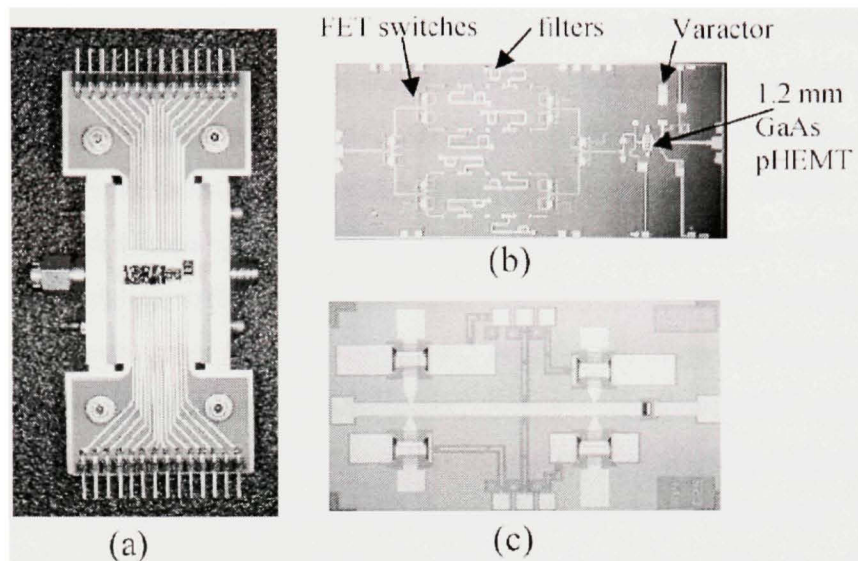 FET switches
filters
Varactor
1.2 mm
GaAs
pHEMT
(a)
(b)
(c)